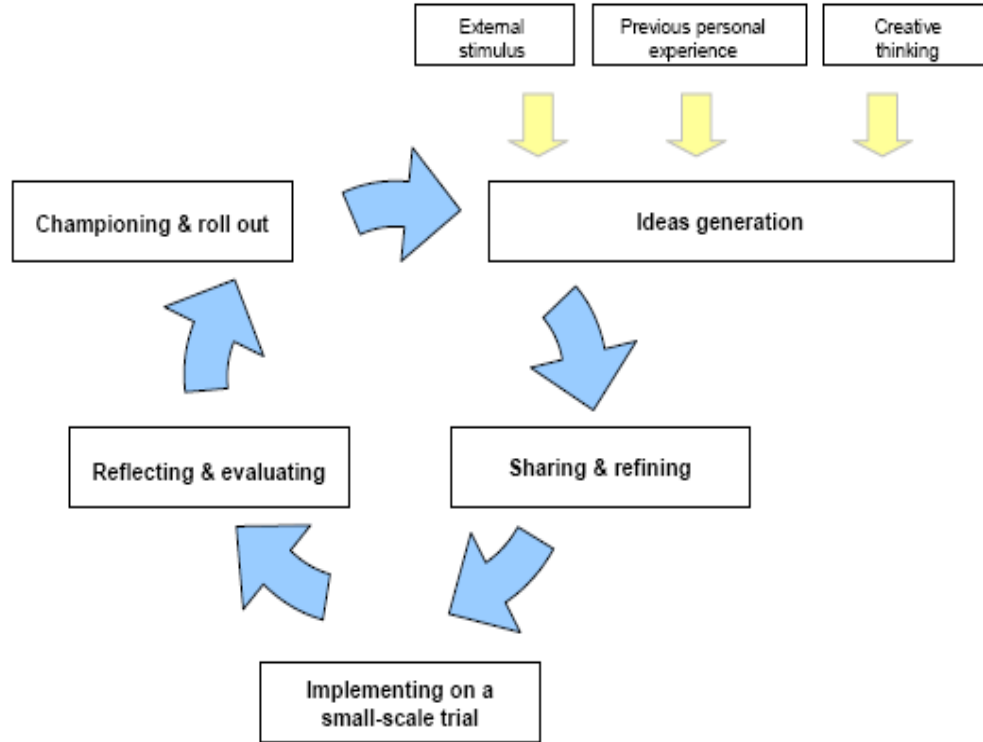 External
stimulus
Previous personal
experience
Creative
thinking
Championing & roll out
Ideas generation
Reflecting & evaluating
Sharing & refining
Implementing on a
small-scale trial